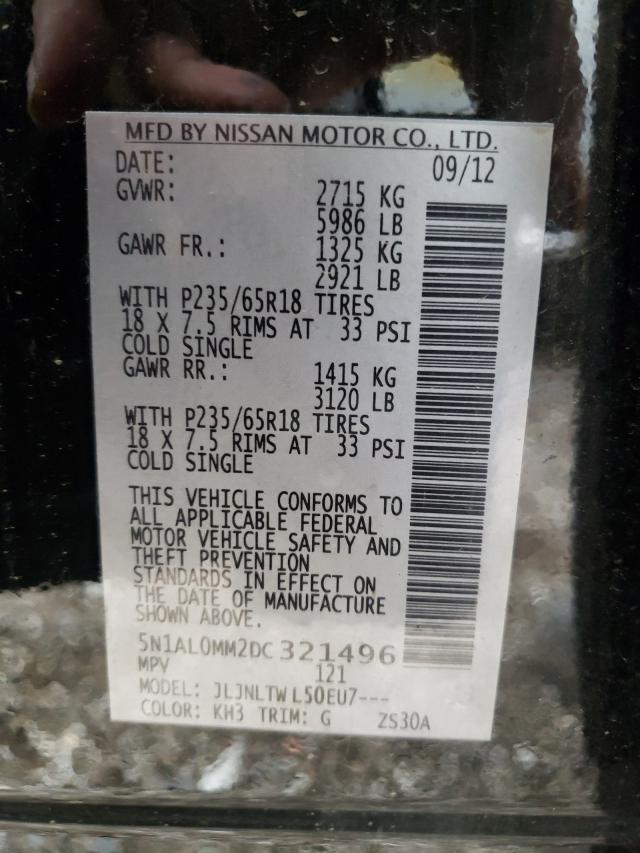 MFD BY NISSAN MOTOR CO., LTD.
DATE: 09/12
GVWR: 2715 KG
5986 LB
GAWR FR.: 1325 KG
2921 LB
WITH P235/65R18 TIRES
18 X 7.5 RIMS AT 33 PSI
COLD SINGLE
GAWR RR.: 1415 KG
3120 LB
WITH P235/65R18 TIRES
18 X 7.5 RIMS AT 33 PSI
COLD SINGLE
THIS VEHICLE CONFORMS TO
ALL APPLICABLE FEDERAL
MOTOR VEHICLE SAFETY AND
THEFT PREVENTION
STANDARDS IN EFFECT ON
THE DATE OF MANUFACTURE
SHOWN ABOVE.
5N1AL0MM2DC 321496
MPV 121
MODEL: JLJNLTW L50EU7---
COLOR: KH3 TRIM: G ZS30A